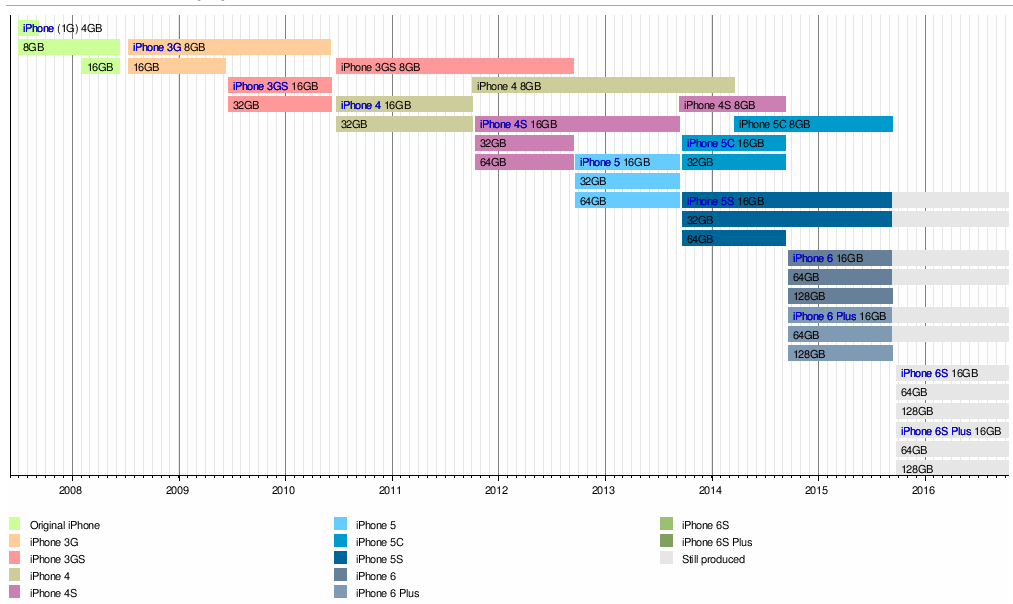 iPhone (1G) 4GB
8GB iPhone 3G 8GB
16GB 16GB iPhone 3GS 8GB
iPhone 3GS 16GB iPhone 4 8GB
32GB iPhone 4 16GB iPhone 4S 8GB
32GB iPhone 4S 16GB iPhone 5C 8GB
32GB iPhone 5C 16GB
64GB iPhone 5 16GB 32GB
32GB
64GB iPhone 5S 16GB
32GB
64GB
iPhone 6 16GB
64GB
128GB
iPhone 6 Plus 16GB
64GB
128GB
iPhone 6S 16GB
64GB
128GB
iPhone 6S Plus 16GB
64GB
128GB
2008 2009 2010 2011 2012 2013 2014 2015 2016
Original iPhone
iPhone 3G
iPhone 3GS
iPhone 4
iPhone 4S
iPhone 5
iPhone 5C
iPhone 5S
iPhone 6
iPhone 6 Plus
iPhone 6S
iPhone 6S Plus
Still produced